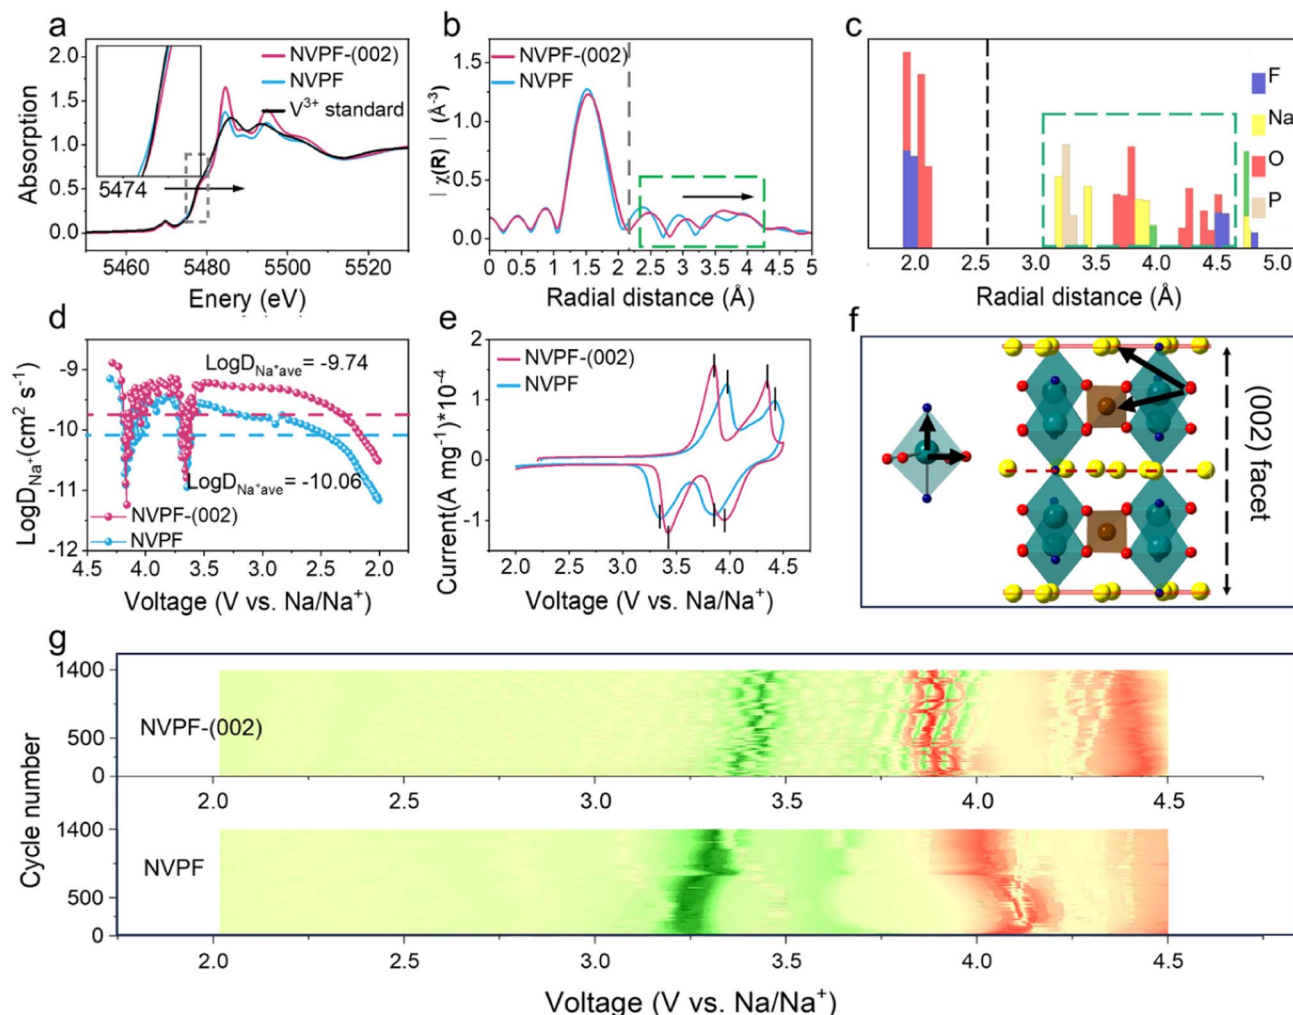 a
NVPF-(002)
NVPF
V³⁺ standard
2.0
1.5
1.0
0.5
0.0
5474
Absorption
5460 5480 5500 5520
Enery (eV)
b
NVPF-(002)
NVPF
1.5
1.0
0.5
0.0
| χ(R) | (Å⁻³)
0 0.5 1 1.5 2 2.5 3 3.5 4 4.5 5
Radial distance (Å)
c
F
Na
O
P
2.0 2.5 3.0 3.5 4.0 4.5 5.0
Radial distance (Å)
d
LogD_Na⁺ave = -9.74
LogD_Na⁺ave = -10.06
NVPF-(002)
NVPF
-9
-10
-11
-12
LogD_Na⁺(cm² s⁻¹)
4.5 4.0 3.5 3.0 2.5 2.0
Voltage (V vs. Na/Na⁺)
e
NVPF-(002)
NVPF
2
1
0
-1
Current(A mg⁻¹)*10⁻⁴
2.0 2.5 3.0 3.5 4.0 4.5
Voltage (V vs. Na/Na⁺)
f
(002) facet
g
1400
500
0
NVPF-(002)
2.0 2.5 3.0 3.5 4.0 4.5
1400
500
0
NVPF
2.0 2.5 3.0 3.5 4.0 4.5
Cycle number
Voltage (V vs. Na/Na⁺)